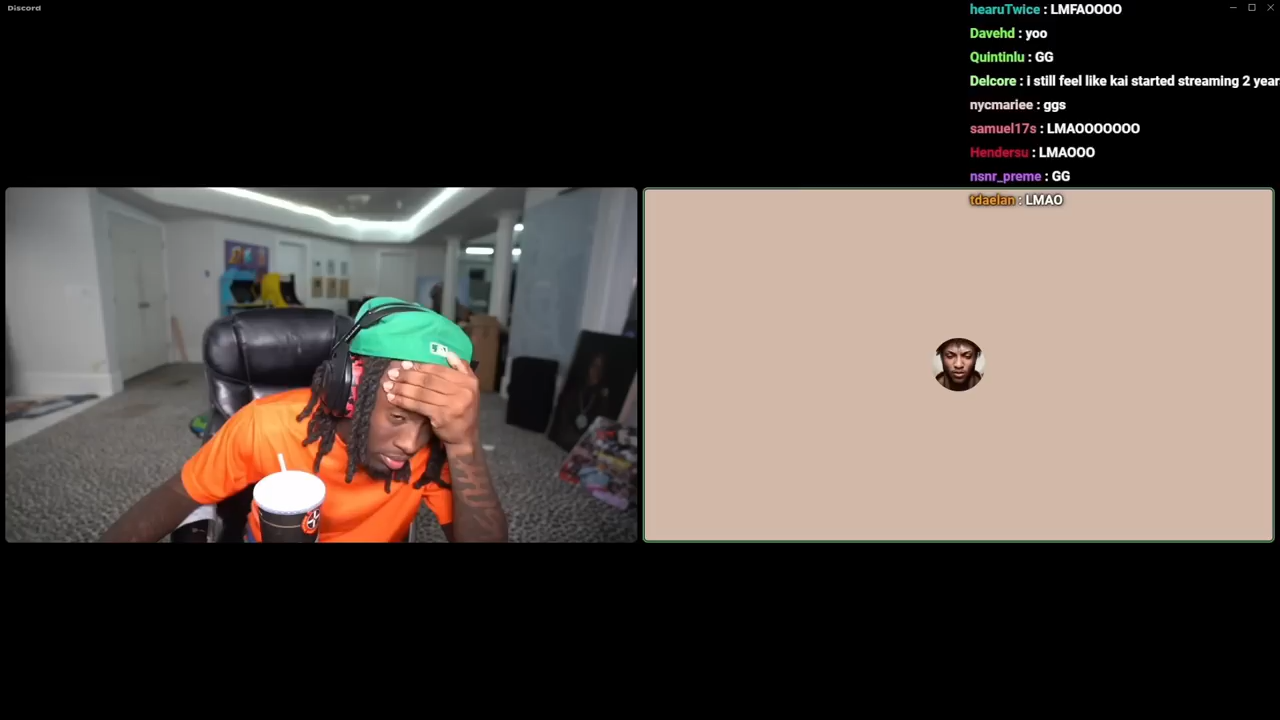 Discord
hearuTwice : LMFAOOOO
Davehd : yoo
Quintinlu : GG
Delcore : i still feel like kai started streaming 2 year
nycmariee : ggs
samuel17s : LMAOOOOOOO
Hendersu : LMAOOO
nsnr_preme : GG
tdaelan : LMAO